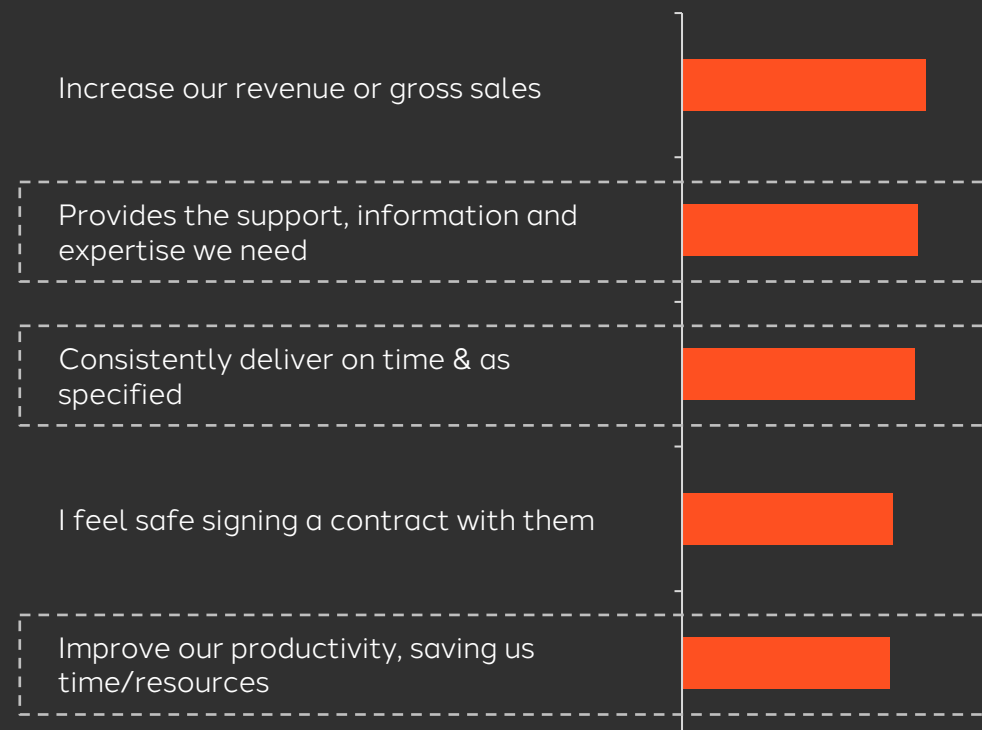 Increase our revenue or gross sales
Provides the support, information and
expertise we need
Consistently deliver on time & as
specified
I feel safe signing a contract with them
Improve our productivity, saving us
time/resources